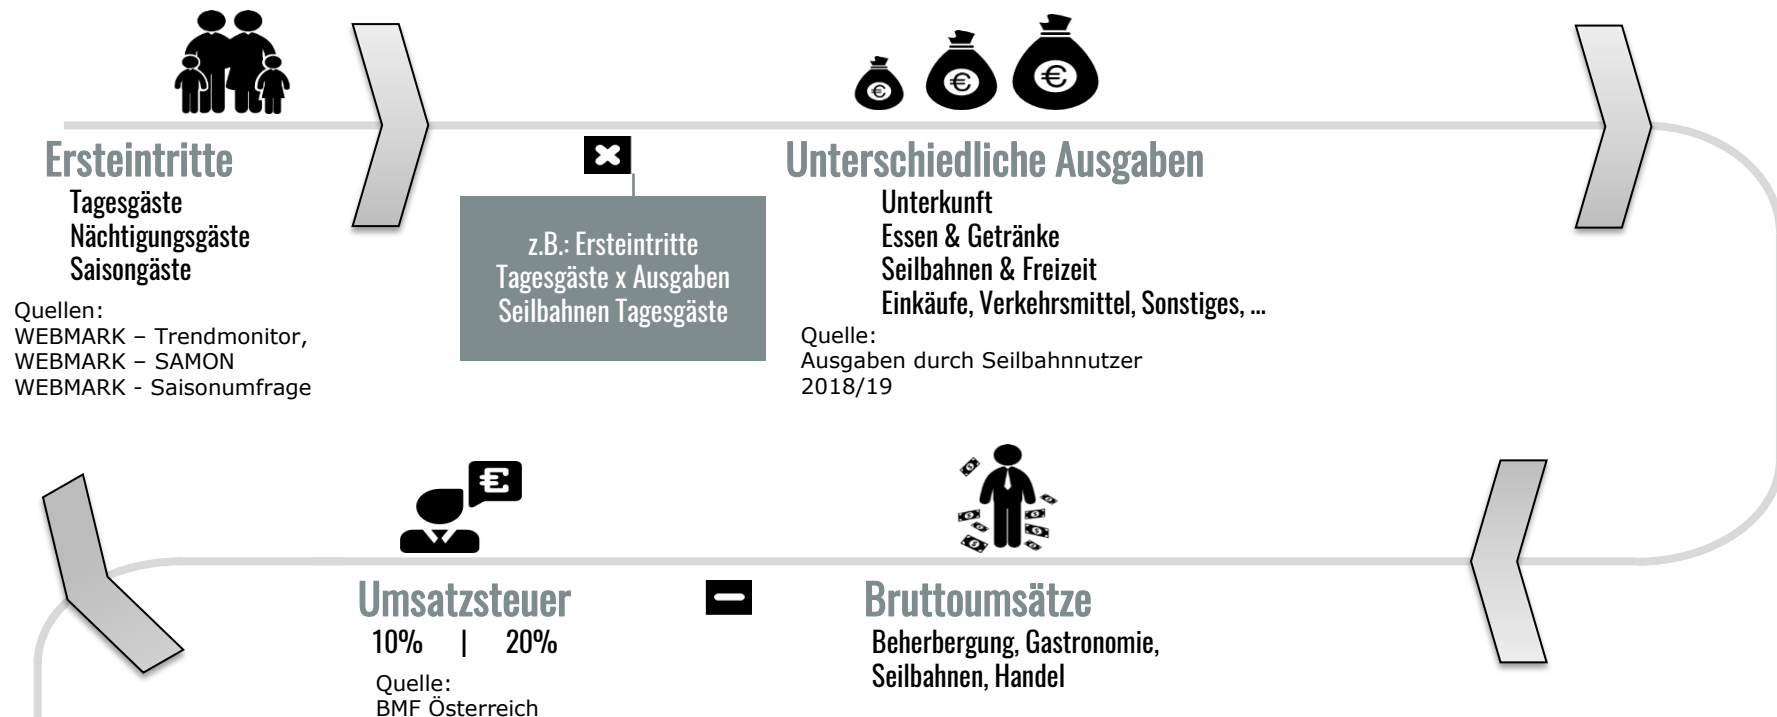 Ersteintritte
Tagesgäste
Nächtigungsgäste
Saisongäste
Quellen:
WEBMARK – Trendmonitor,
WEBMARK – SAMON
WEBMARK - Saisonumfrage
z.B.: Ersteintritte
Tagesgäste x Ausgaben
Seilbahnen Tagesgäste
Unterschiedliche Ausgaben
Unterkunft
Essen & Getränke
Seilbahnen & Freizeit
Einkäufe, Verkehrsmittel, Sonstiges, ...
Quelle:
Ausgaben durch Seilbahnnutzer
2018/19
Umsatzsteuer
10% | 20%
Quelle:
BMF Österreich
Bruttoumsätze
Beherbergung, Gastronomie,
Seilbahnen, Handel